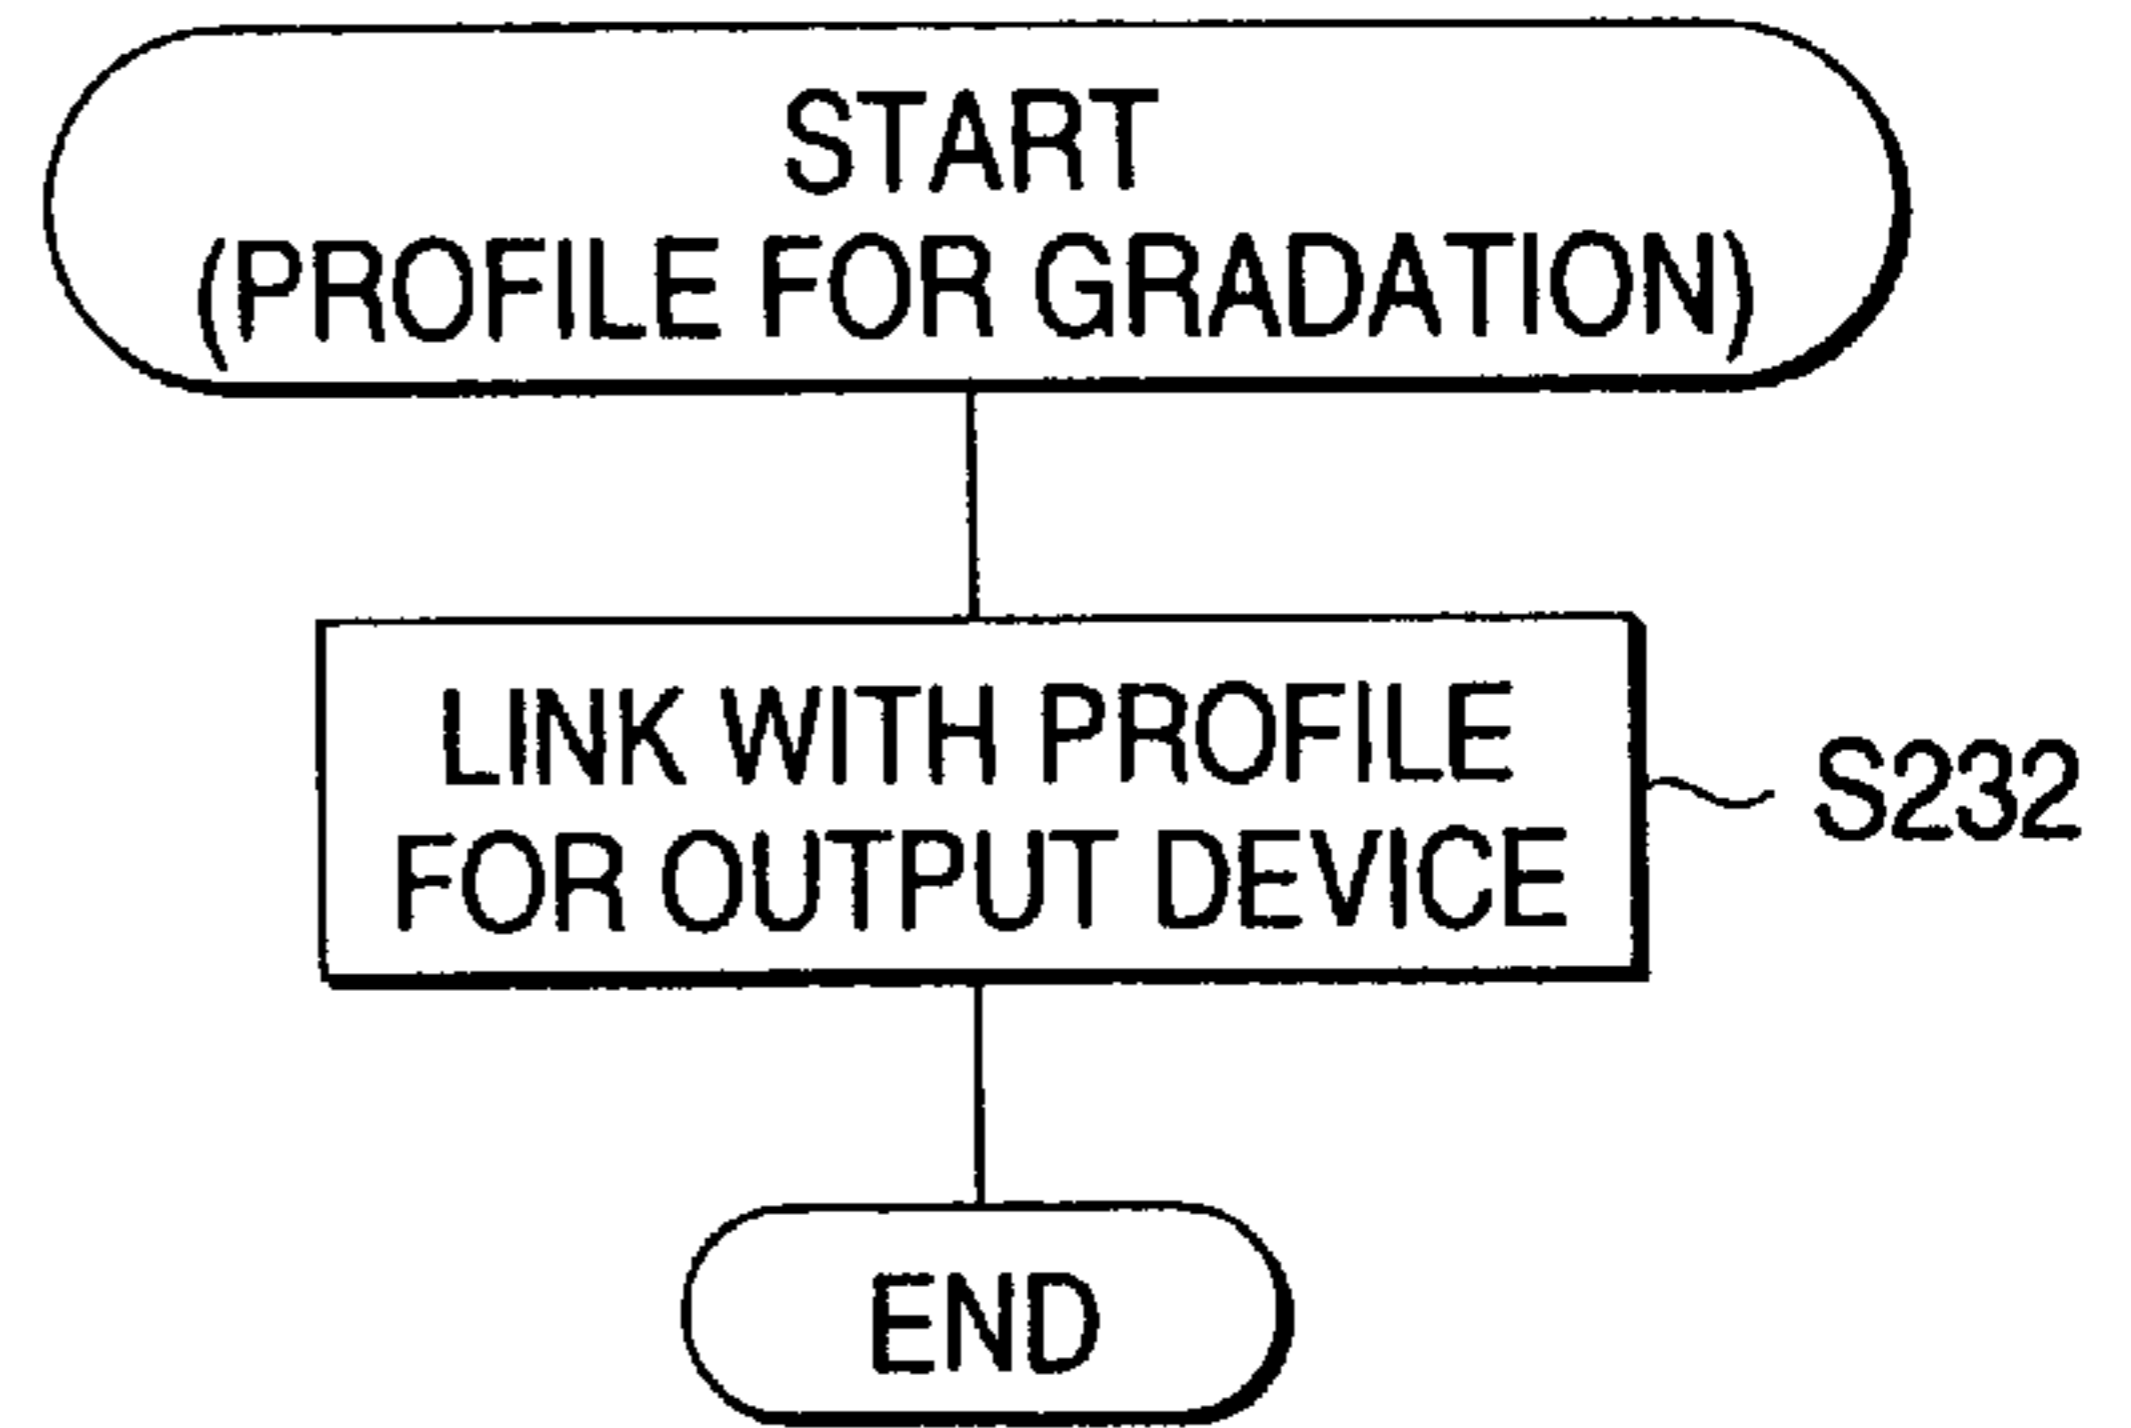 START
(PROFILE FOR GRADATION)
LINK WITH PROFILE
FOR OUTPUT DEVICE
S232
END